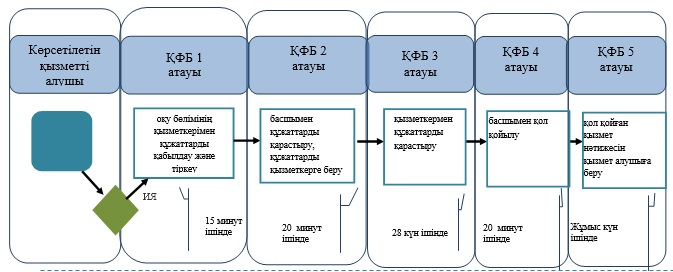 Көрсетілетін
қызметті
алушы
ҚФБ 1
атауы
ҚФБ 2
атауы
ҚФБ 3
атауы
ҚФБ 4
атауы
ҚФБ 5
атауы
оқу бөлімінің
қызметкерімен
құжаттарды
қабылдау және
тіркеу
басшымен
құжаттарды
қарастыру,
құжаттарды
қызметкерге беру
қызметкермен
құжаттарды
қарастыру
басшымен қол
қойылу
қол қойған
қызмет
нәтижесін
қызмет алушыға
беру
ИЯ
15 минут
ішінде
20 минут
ішінде
28 күн ішінде
20 минут
ішінде
Жұмыс күн
ішінде